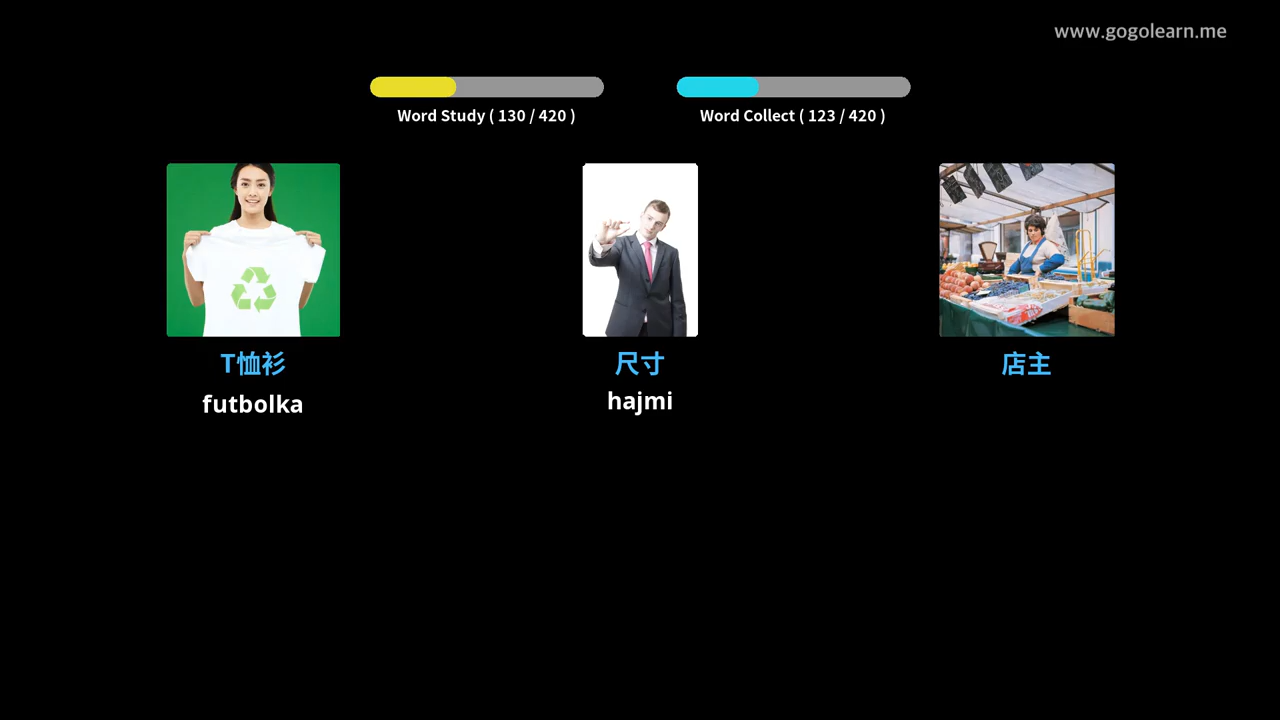 www.gogolearn.me
Word Study ( 130 / 420 )
Word Collect ( 123 / 420 )
T恤衫
尺寸
店主
futbolka
hajmi